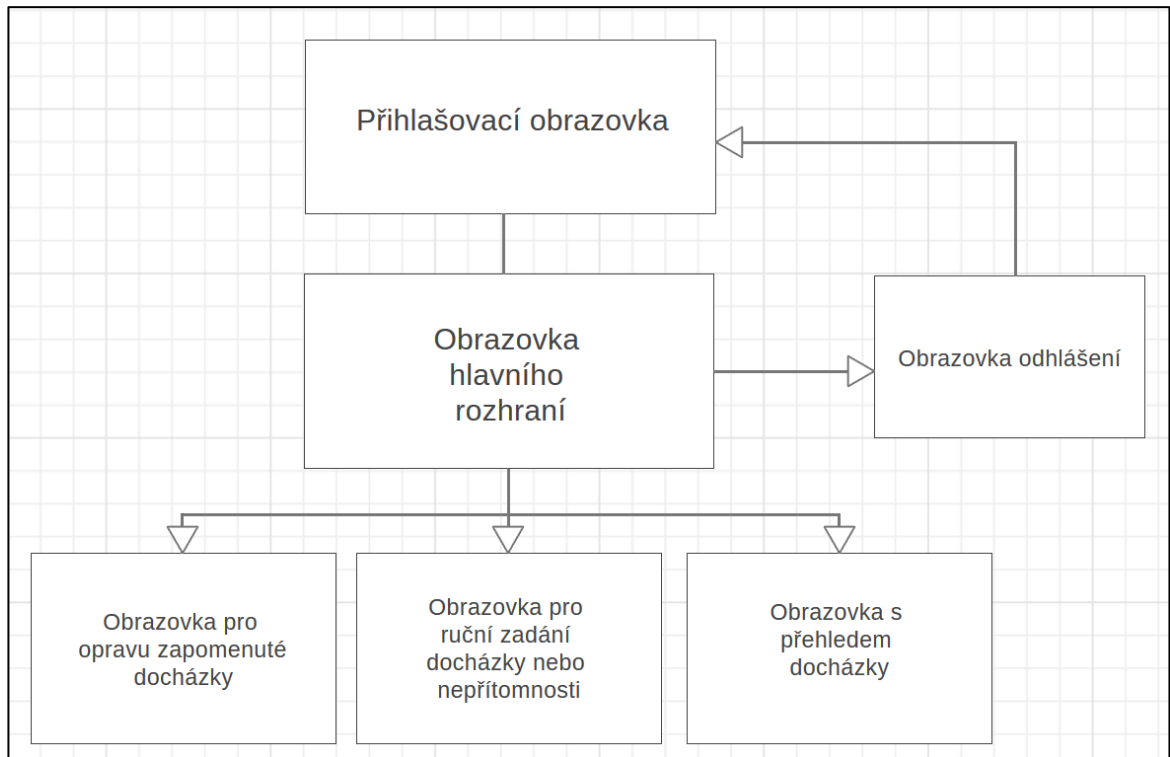 Přihlašovací obrazovka
Obrazovka
hlavního
rozhraní
Obrazovka odhlášení
Obrazovka pro
opravu zapomenuté
docházky
Obrazovka pro
ruční zadání
docházky nebo
nepřítomnosti
Obrazovka s
přehledem
docházky